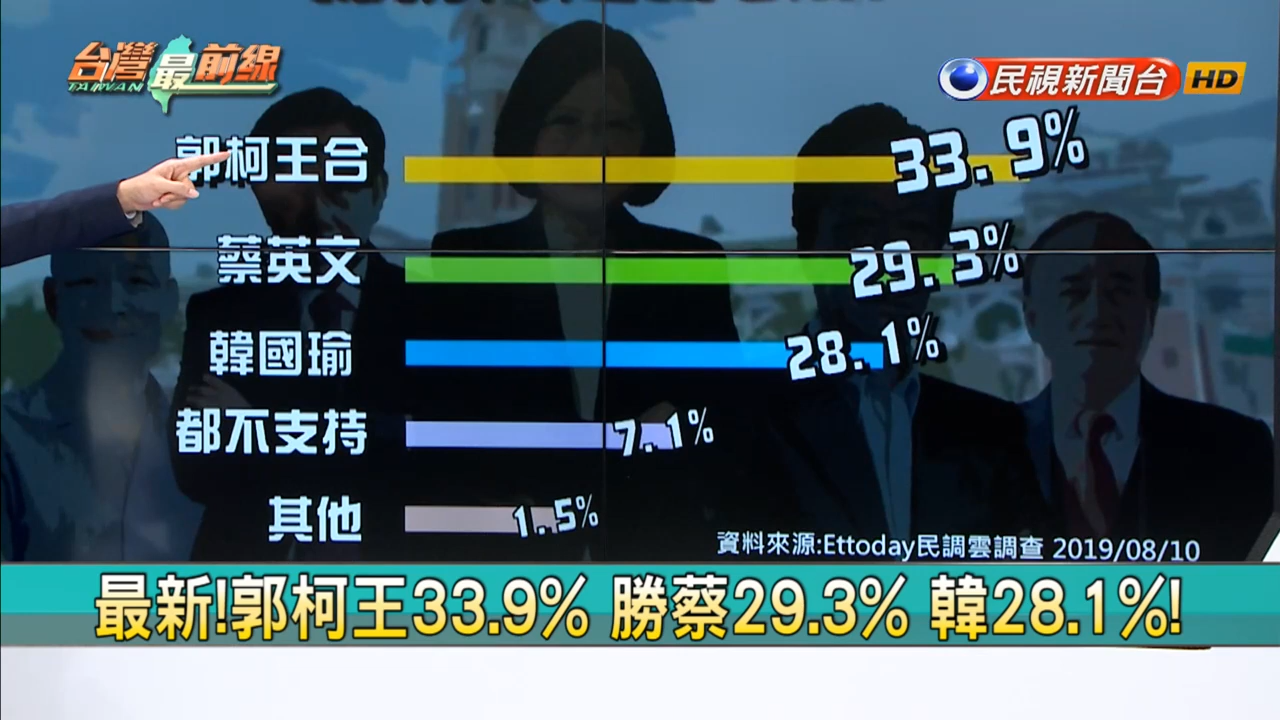 台灣最前線
TAIWAN
民視新聞台 HD
郭柯王合 33.9%
蔡英文 29.3%
韓國瑜 28.1%
都不支持 7.1%
其他 1.5%
資料來源:Ettoday民調雲調查 2019/08/10
最新!郭柯王33.9% 勝蔡29.3% 韓28.1%!